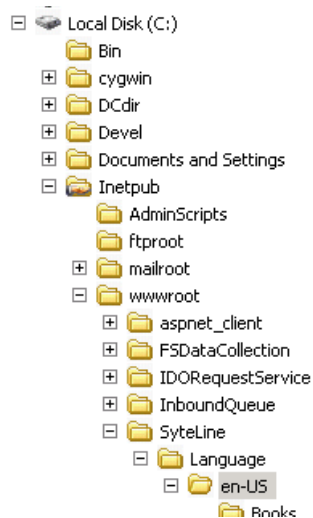 Local Disk (C:)
Bin
cygwin
DCdir
Devel
Documents and Settings
Inetpub
AdminScripts
ftproot
mailroot
wwwroot
aspnet_client
FSDataCollection
IDORequestService
InboundQueue
SyteLine
Language
en-US
Books